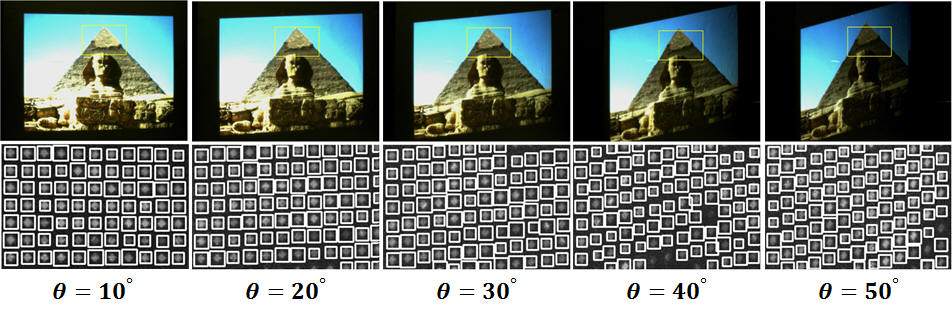 θ = 10°
θ = 20°
θ = 30°
θ = 40°
θ = 50°